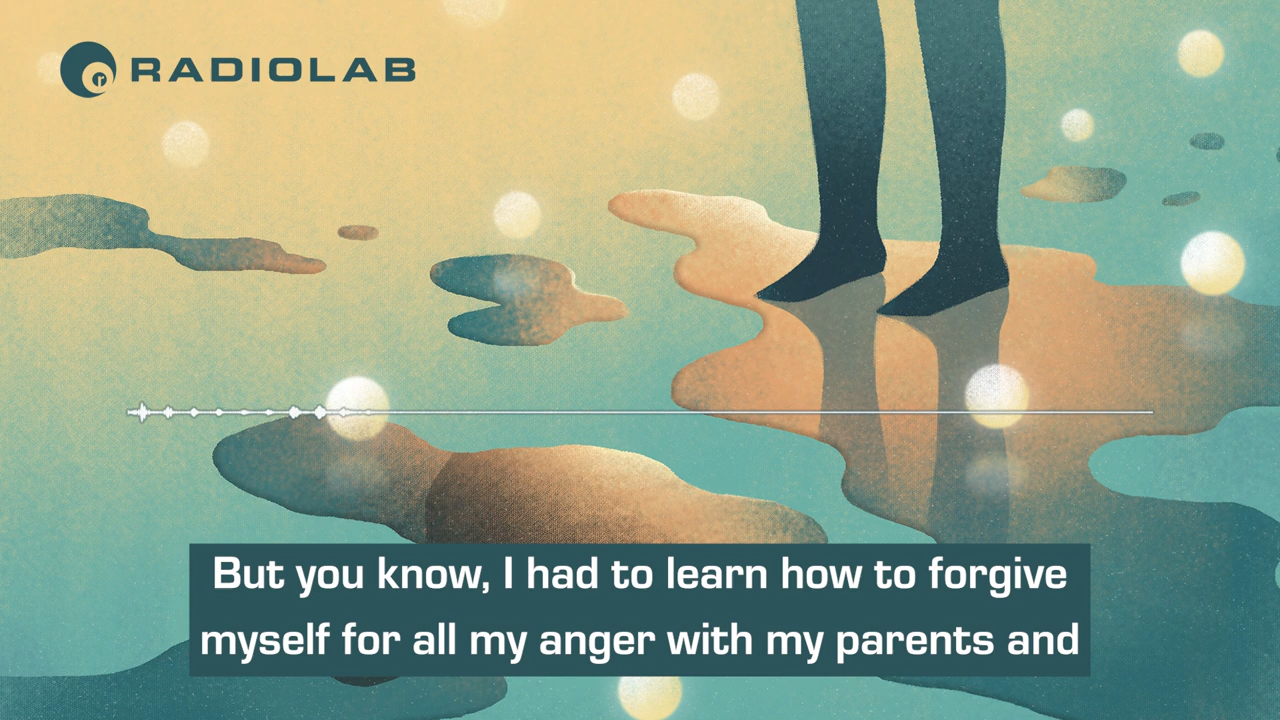 RADIOLAB
But you know, I had to learn how to forgive
myself for all my anger with my parents and